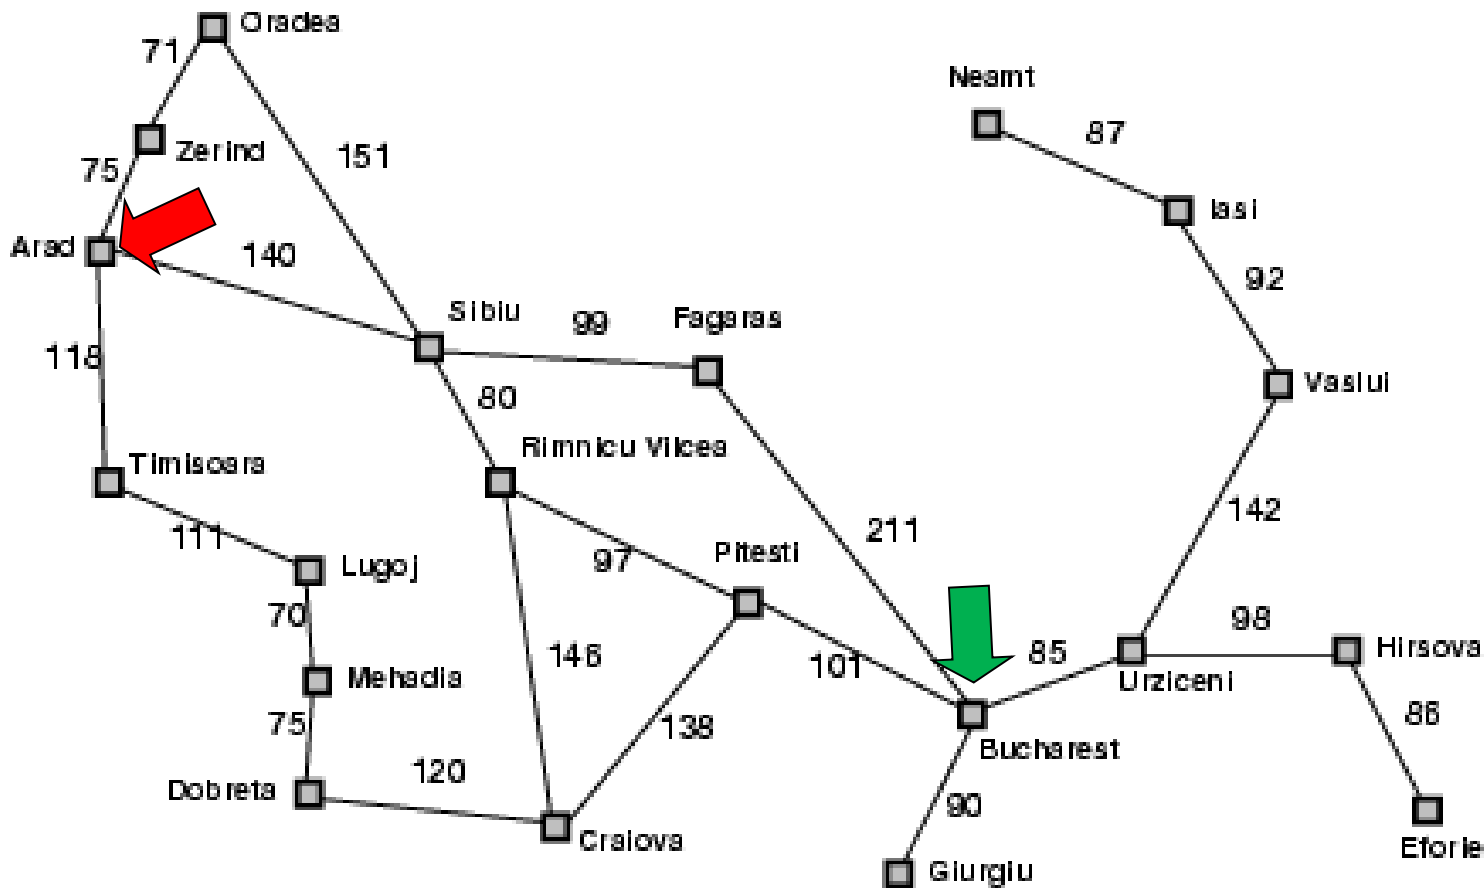 Oradea
71
Neamt
87
Zerind
151
75
Iasi
Arad
140
92
Sibiu
99
Fagaras
118
80
Vaslui
Rimnicu Vilcea
Timisoara
142
111
211
Pitesti
97
Lugoj
70
98
Hirsova
85
146
101
Mehadia
Urziceni
86
75
138
Bucharest
120
Dobreta
90
Craiova
Eforie
Giurgiu